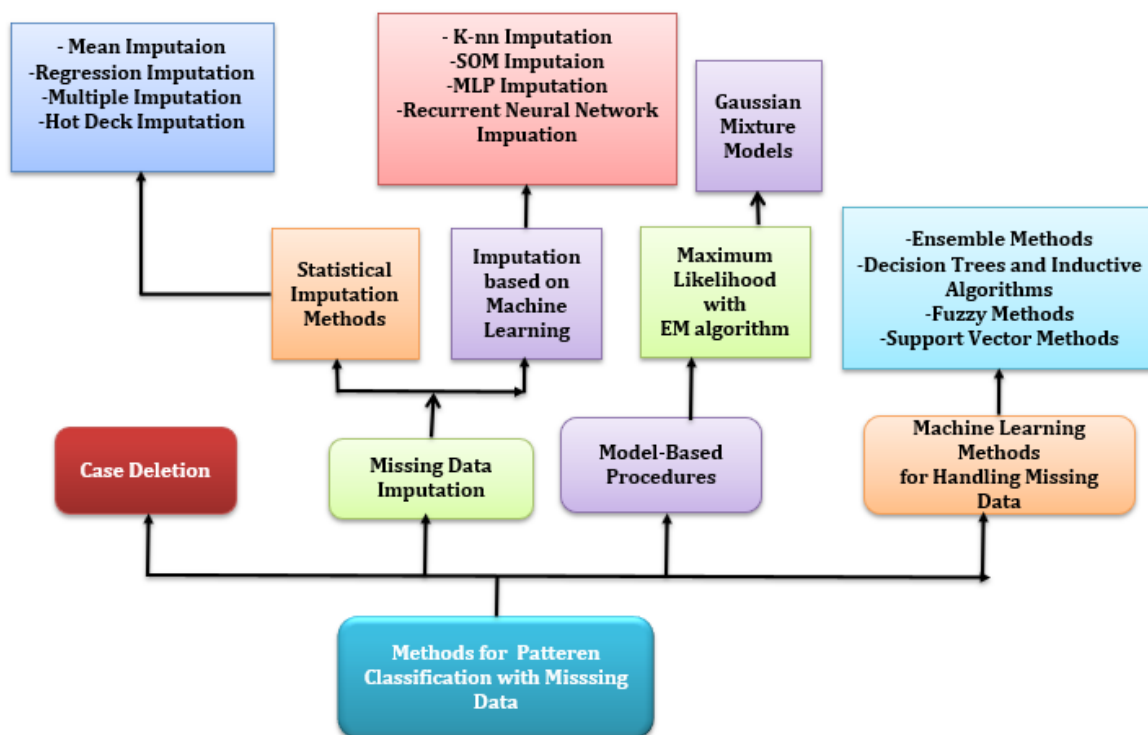 - Mean Imputaion
-Regression Imputation
-Multiple Imputation
-Hot Deck Imputation
- K-nn Imputation
-SOM Imputaion
-MLP Imputation
-Recurrent Neural Network
Impuation
Gaussian
Mixture
Models
Statistical
Imputation
Methods
Imputation
based on
Machine
Learning
Maximum
Likelihood
with
EM algorithm
-Ensemble Methods
-Decision Trees and Inductive
Algorithms
-Fuzzy Methods
-Support Vector Methods
Case Deletion
Missing Data
Imputation
Model-Based
Procedures
Machine Learning
Methods
for Handling Missing
Data
Methods for Patteren
Classification with Misssing
Data